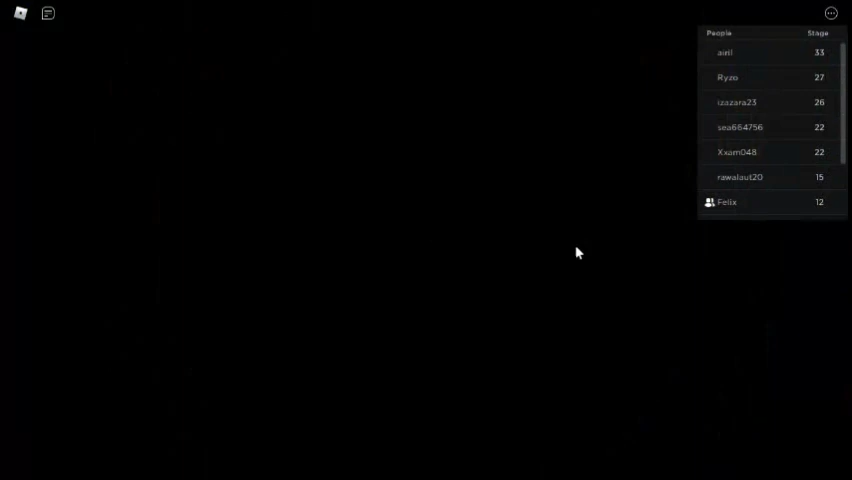 People Stage
airil 33
Ryzo 27
izazara23 26
sea664756 22
Xxam048 22
rawalaut20 15
Felix 12